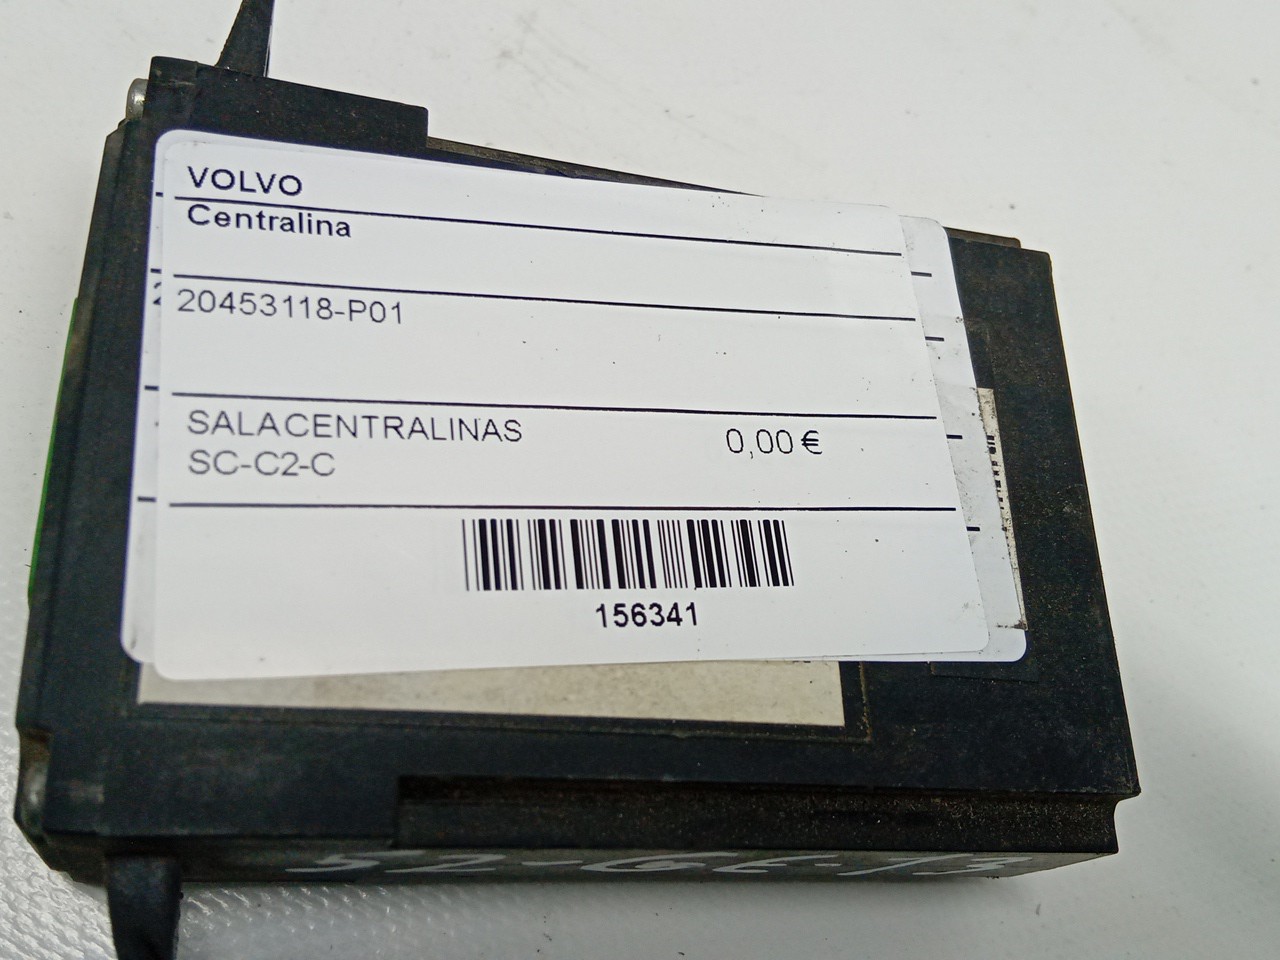 VOLVO
Centralina
20453118-P01
SALACENTRALINAS
0,00 €
SC-C2-C
156341